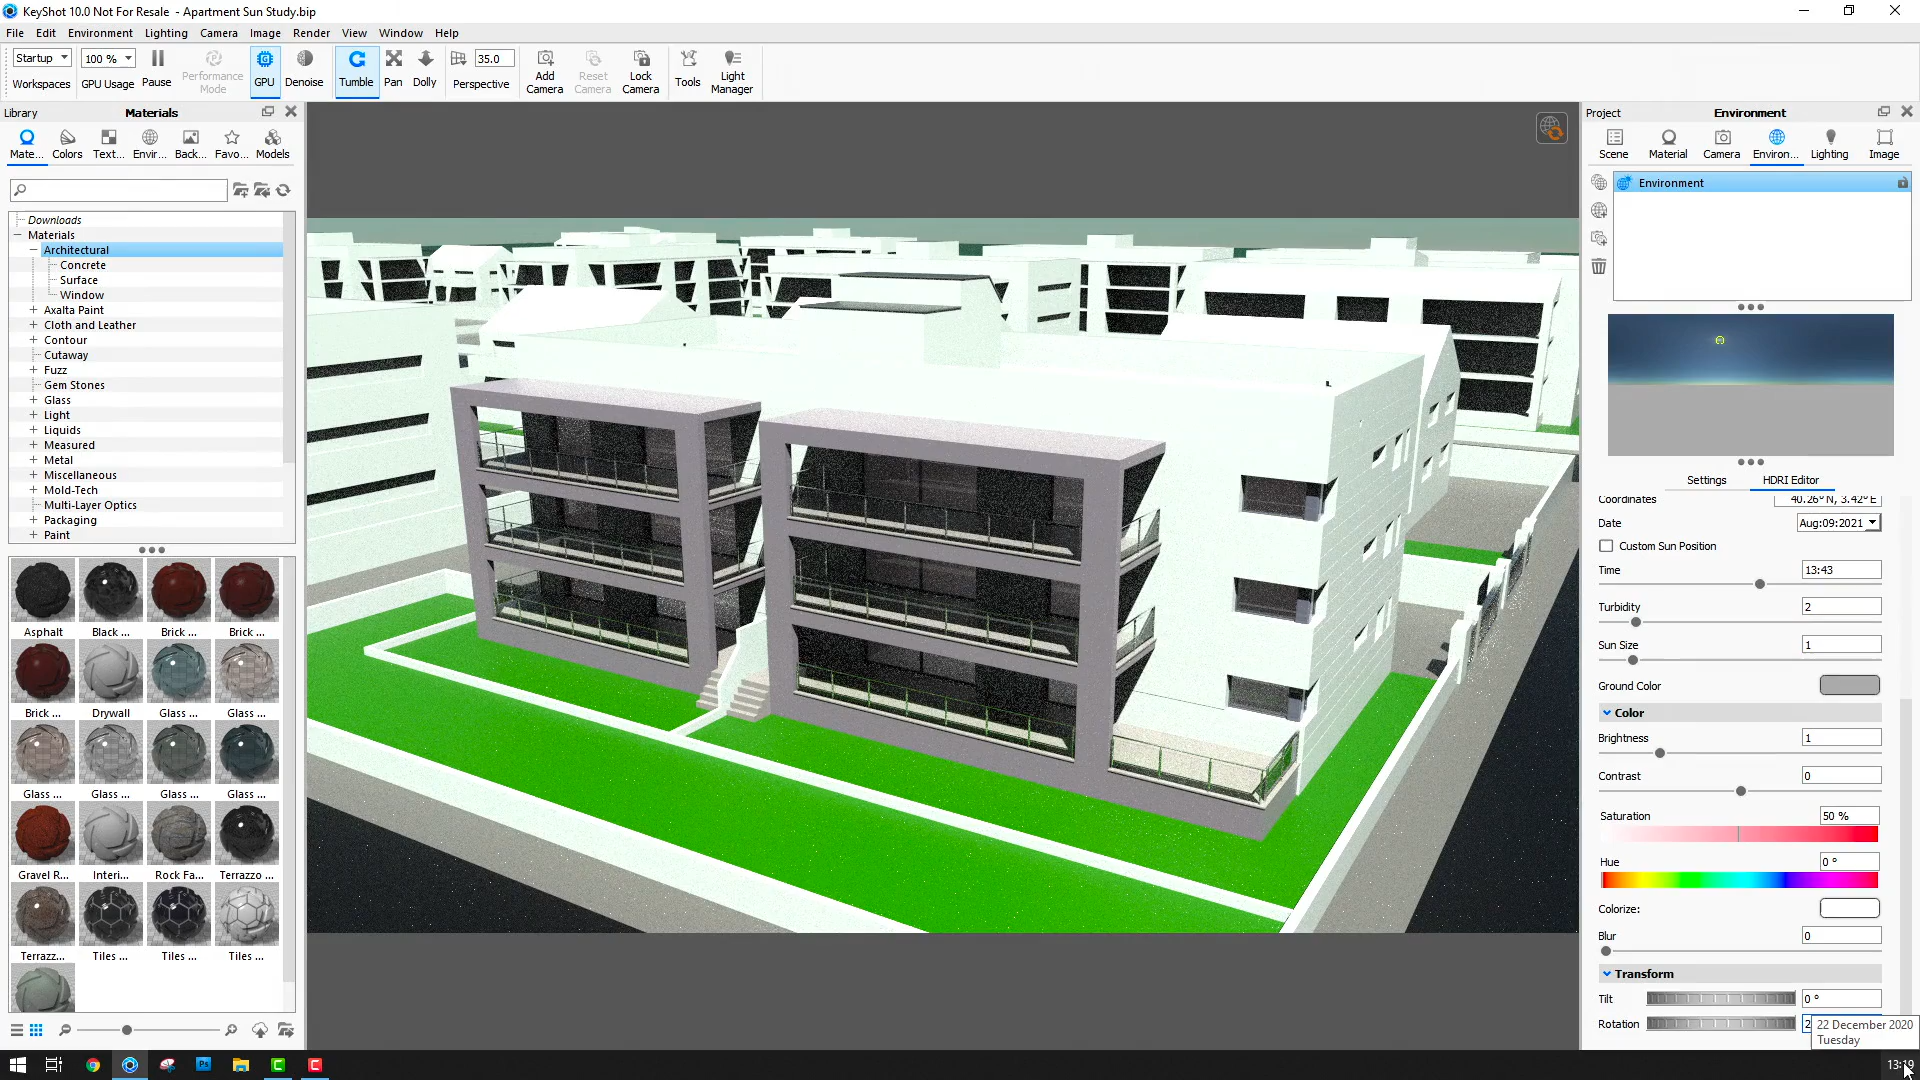 KeyShot 10.0 Not For Resale - Apartment Sun Study.bip
File Edit Environment Lighting Camera Image Render View Window Help
Startup 100 % 35.0
Workspaces GPU Usage Pause Performance Mode GPU Denoise Tumble Pan Dolly Perspective Add Camera Reset Camera Lock Camera Tools Light Manager
Library Materials
Mate... Colors Text... Envir... Back... Favo... Models
Downloads
Materials
Architectural
Concrete
Surface
Window
Axalta Paint
Cloth and Leather
Contour
Cutaway
Fuzz
Gem Stones
Glass
Light
Liquids
Measured
Metal
Miscellaneous
Mold-Tech
Multi-Layer Optics
Packaging
Paint
Asphalt Black ... Brick ... Brick ...
Brick ... Drywall Glass ... Glass ...
Glass ... Glass ... Glass ... Glass ...
Gravel R... Interi... Rock Fa... Terrazzo ...
Terrazz... Tiles ... Tiles ... Tiles ...
Project Environment
Scene Material Camera Environ... Lighting Image
Environment
Settings HDRI Editor
Coordinates 40.26° N, 3.42° E
Date Aug:09:2021
Custom Sun Position
Time 13:43
Turbidity 2
Sun Size 1
Ground Color
Color
Brightness 1
Contrast 0
Saturation 50 %
Hue 0 °
Colorize:
Blur 0
Transform
Tilt 0 °
Rotation 2
22 December 2020
Tuesday
13:19